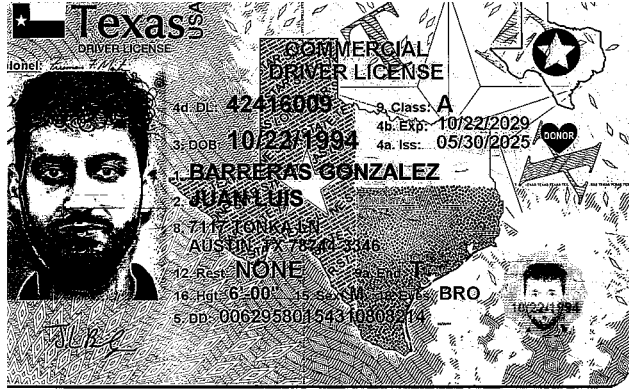 Texas USA
DRIVER LICENSE
COMMERCIAL
DRIVER LICENSE
4d. DL: 42416009 9. Class: A
4b. Exp: 10/22/2029
3. DOB: 10/22/1994 4a. Iss: 05/30/2025
DONOR
1. BARRERAS GONZALEZ
2. JUAN LUIS
8. 7117 TONKA LN
AUSTIN, TX 78244-3346
12. Rest: NONE 9a. End: T
16. Hgt: 6'-00" 15. Sex: M Eyes: BRO
10/22/1994
5. DD: